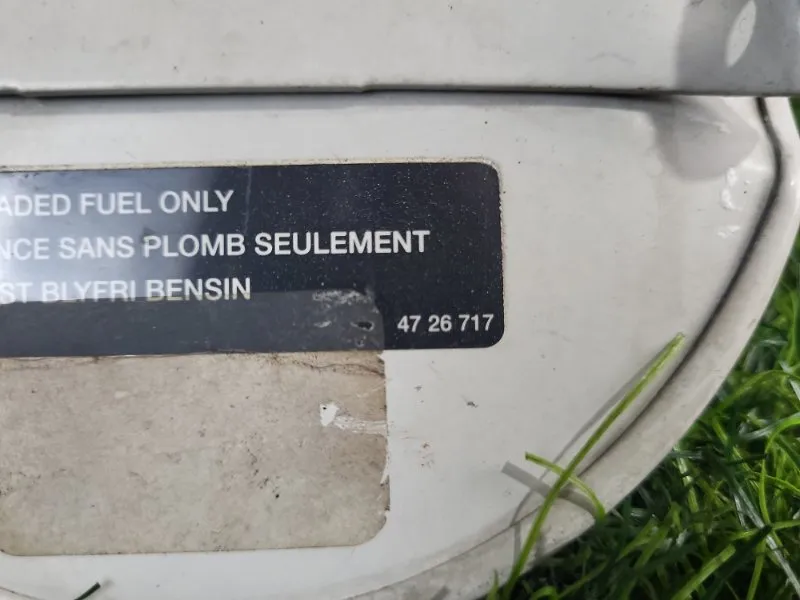 ADED FUEL ONLY
NCE SANS PLOMB SEULEMENT
ST BLYFRI BENSIN
47 26 717